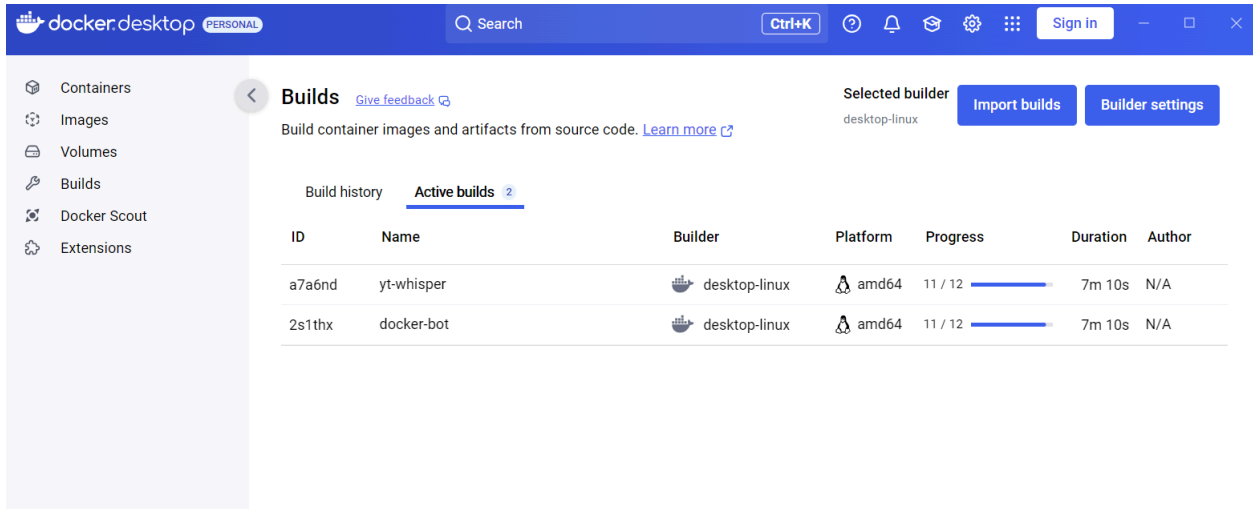 docker.desktop PERSONAL Search Ctrl+K Sign in
Containers
Images
Volumes
Builds
Docker Scout
Extensions
Builds Give feedback
Build container images and artifacts from source code. Learn more
Selected builder
desktop-linux
Import builds Builder settings
Build history Active builds 2
ID Name Builder Platform Progress Duration Author
a7a6nd yt-whisper desktop-linux amd64 11 / 12 7m 10s N/A
2s1thx docker-bot desktop-linux amd64 11 / 12 7m 10s N/A